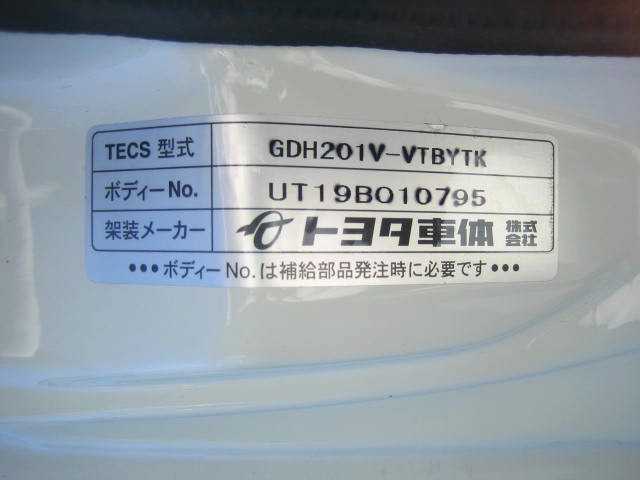 TECS 型式 GDH201V-VTBYTK
ボディーNo. UT19B010795
架装メーカー トヨタ車体 株式会社
•••ボディーNo.は補給部品発注時に必要です•••